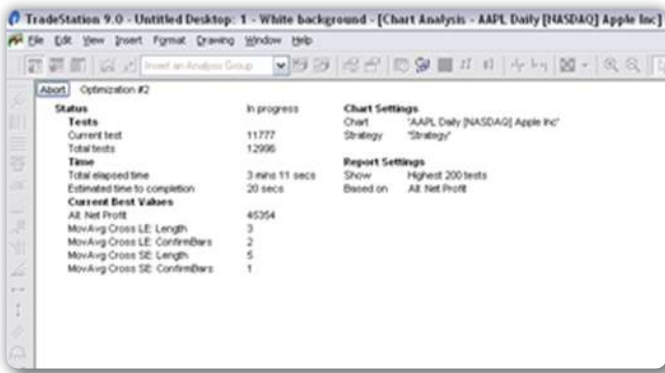 TradeStation 9.0 - Untitled Desktop: 1 - White background - [Chart Analysis - AAPL Daily [NASDAQ] Apple Inc]
File Edit View Insert Format Drawing Window Help
Insert an Analysis Group
Abort Optimization #2
Status In progress Chart Settings
Tests Chart 'AAPL Daily [NASDAQ] Apple Inc'
Current test 11777 Strategy 'Strategy'
Total tests 12996
Time Report Settings
Total elapsed time 3 mins 11 secs Show Highest 200 tests
Estimated time to completion 20 secs Based on All: Net Profit
Current Best Values
All: Net Profit 45354
MovAvg Cross LE: Length 3
MovAvg Cross LE: ConfirmBars 2
MovAvg Cross SE: Length 5
MovAvg Cross SE: ConfirmBars 1